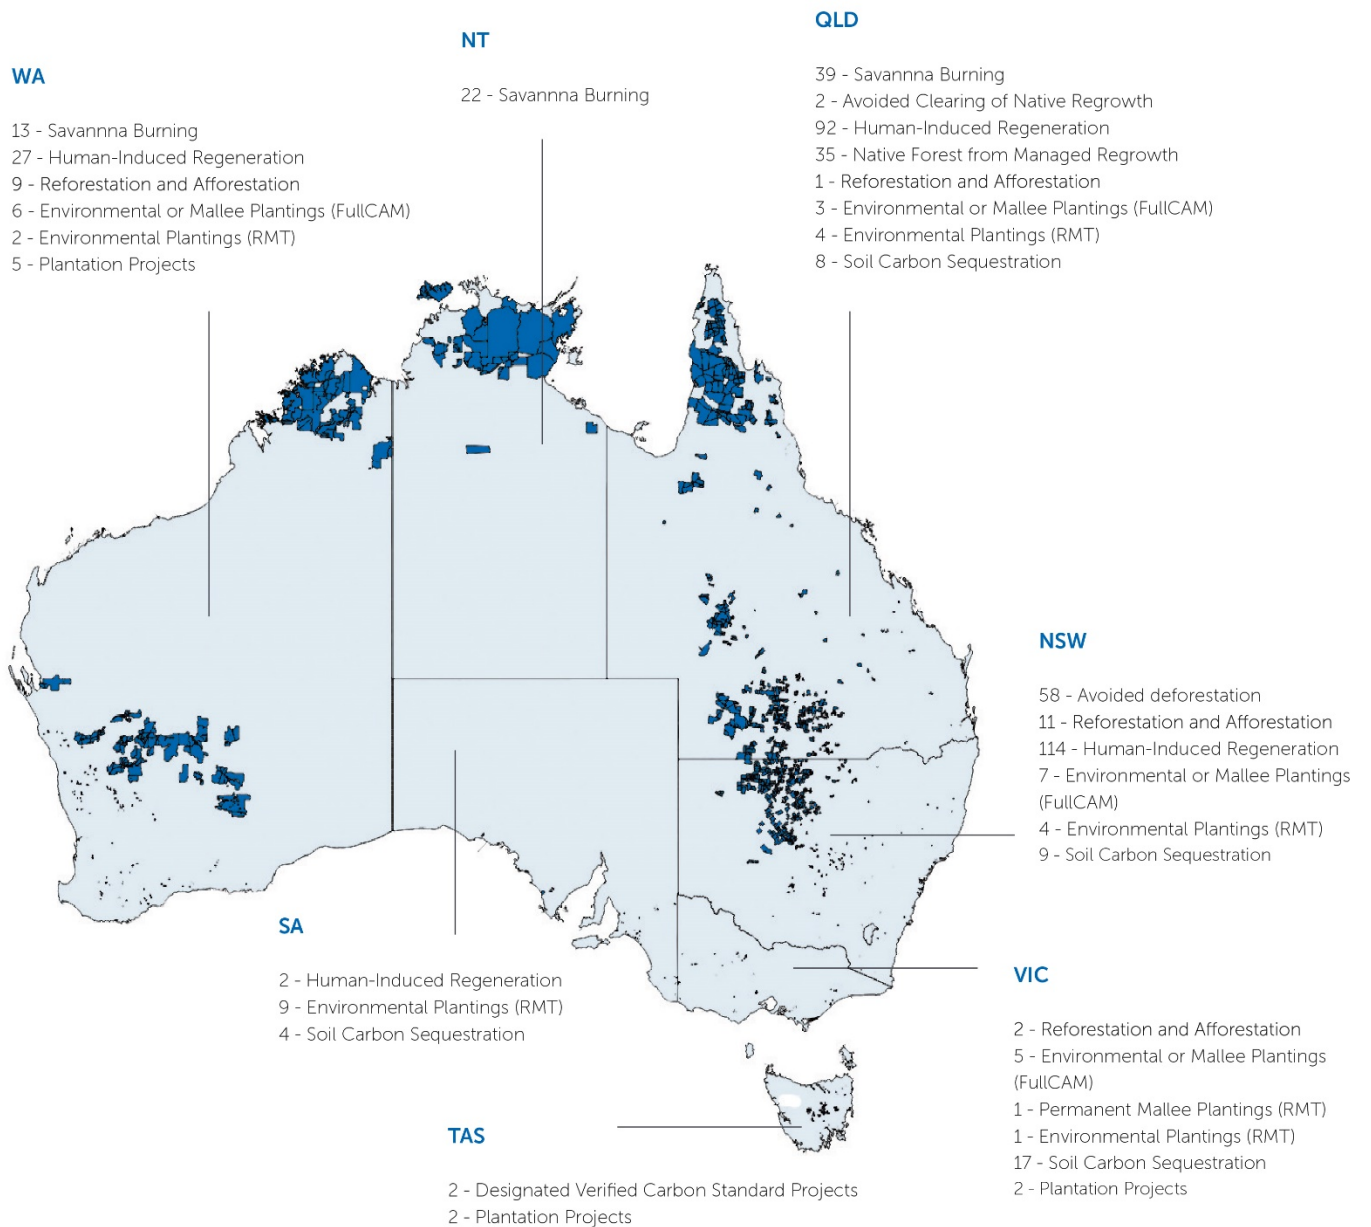 NT
22 - Savannna Burning
WA
13 - Savannna Burning
27 - Human-Induced Regeneration
9 - Reforestation and Afforestation
6 - Environmental or Mallee Plantings (FullCAM)
2 - Environmental Plantings (RMT)
5 - Plantation Projects
QLD
39 - Savannna Burning
2 - Avoided Clearing of Native Regrowth
92 - Human-Induced Regeneration
35 - Native Forest from Managed Regrowth
1 - Reforestation and Afforestation
3 - Environmental or Mallee Plantings (FullCAM)
4 - Environmental Plantings (RMT)
8 - Soil Carbon Sequestration
NSW
58 - Avoided deforestation
11 - Reforestation and Afforestation
114 - Human-Induced Regeneration
7 - Environmental or Mallee Plantings
(FullCAM)
4 - Environmental Plantings (RMT)
9 - Soil Carbon Sequestration
SA
2 - Human-Induced Regeneration
9 - Environmental Plantings (RMT)
4 - Soil Carbon Sequestration
VIC
2 - Reforestation and Afforestation
5 - Environmental or Mallee Plantings
(FullCAM)
1 - Permanent Mallee Plantings (RMT)
1 - Environmental Plantings (RMT)
17 - Soil Carbon Sequestration
2 - Plantation Projects
TAS
2 - Designated Verified Carbon Standard Projects
2 - Plantation Projects